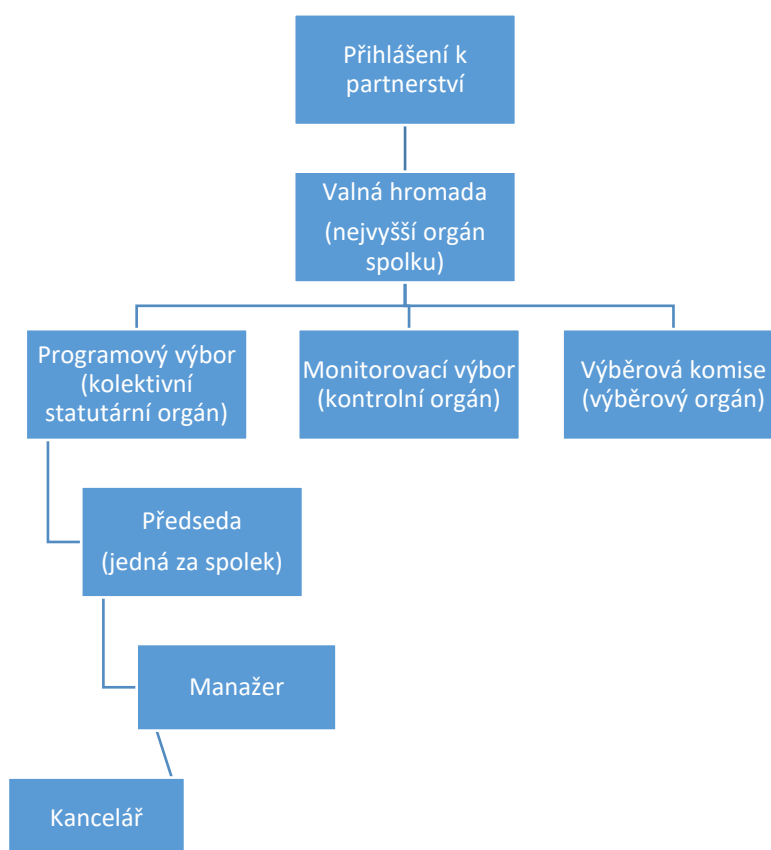 Přihlášení k
partnerství
Valná hromada
(nejvyšší orgán
spolku)
Programový výbor
(kolektivní
statutární orgán)
Monitorovací výbor
(kontrolní orgán)
Výběrová komise
(výběrový orgán)
Předseda
(jedná za spolek)
Manažer
Kancelář